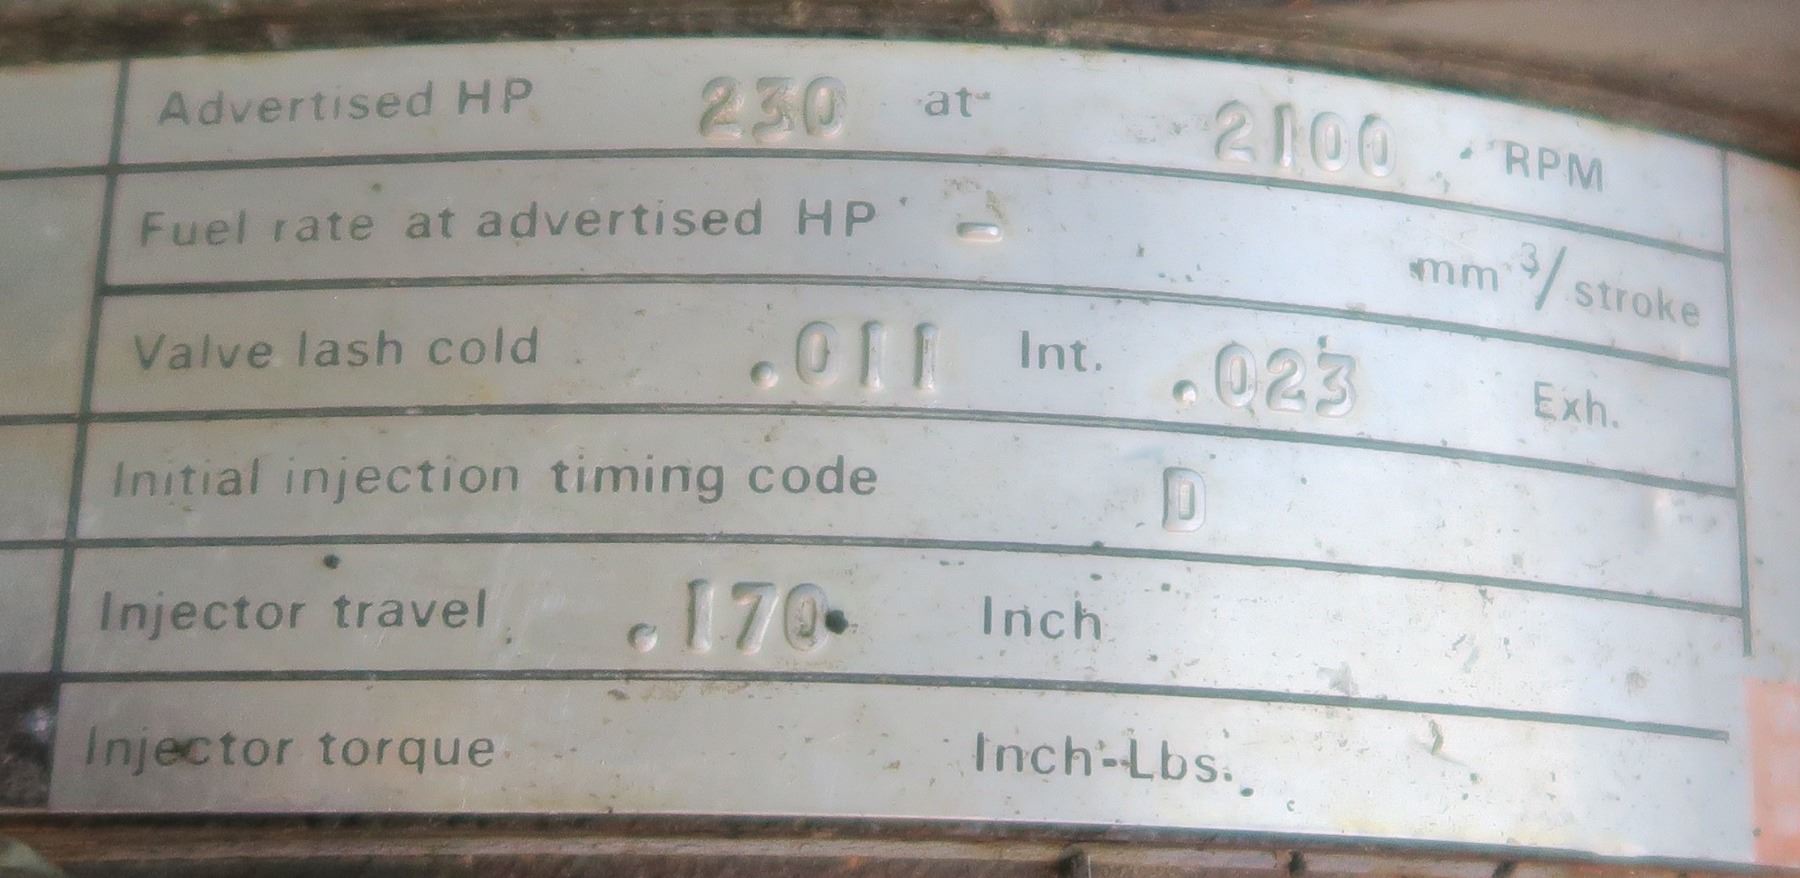 Advertised HP 230 at 2100 RPM
Fuel rate at advertised HP - mm³/stroke
Valve lash cold .011 Int. .023 Exh.
Initial injection timing code D
Injector travel .170 Inch
Injector torque Inch-Lbs.